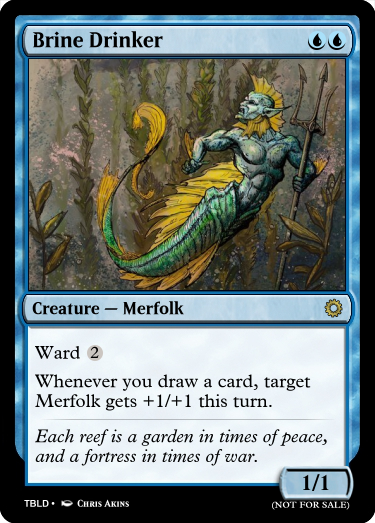 Brine Drinker
Creature — Merfolk
Ward 2
Whenever you draw a card, target
Merfolk gets +1/+1 this turn.
Each reef is a garden in times of peace,
and a fortress in times of war.
1/1
TBLD • Chris Akins
(NOT FOR SALE)